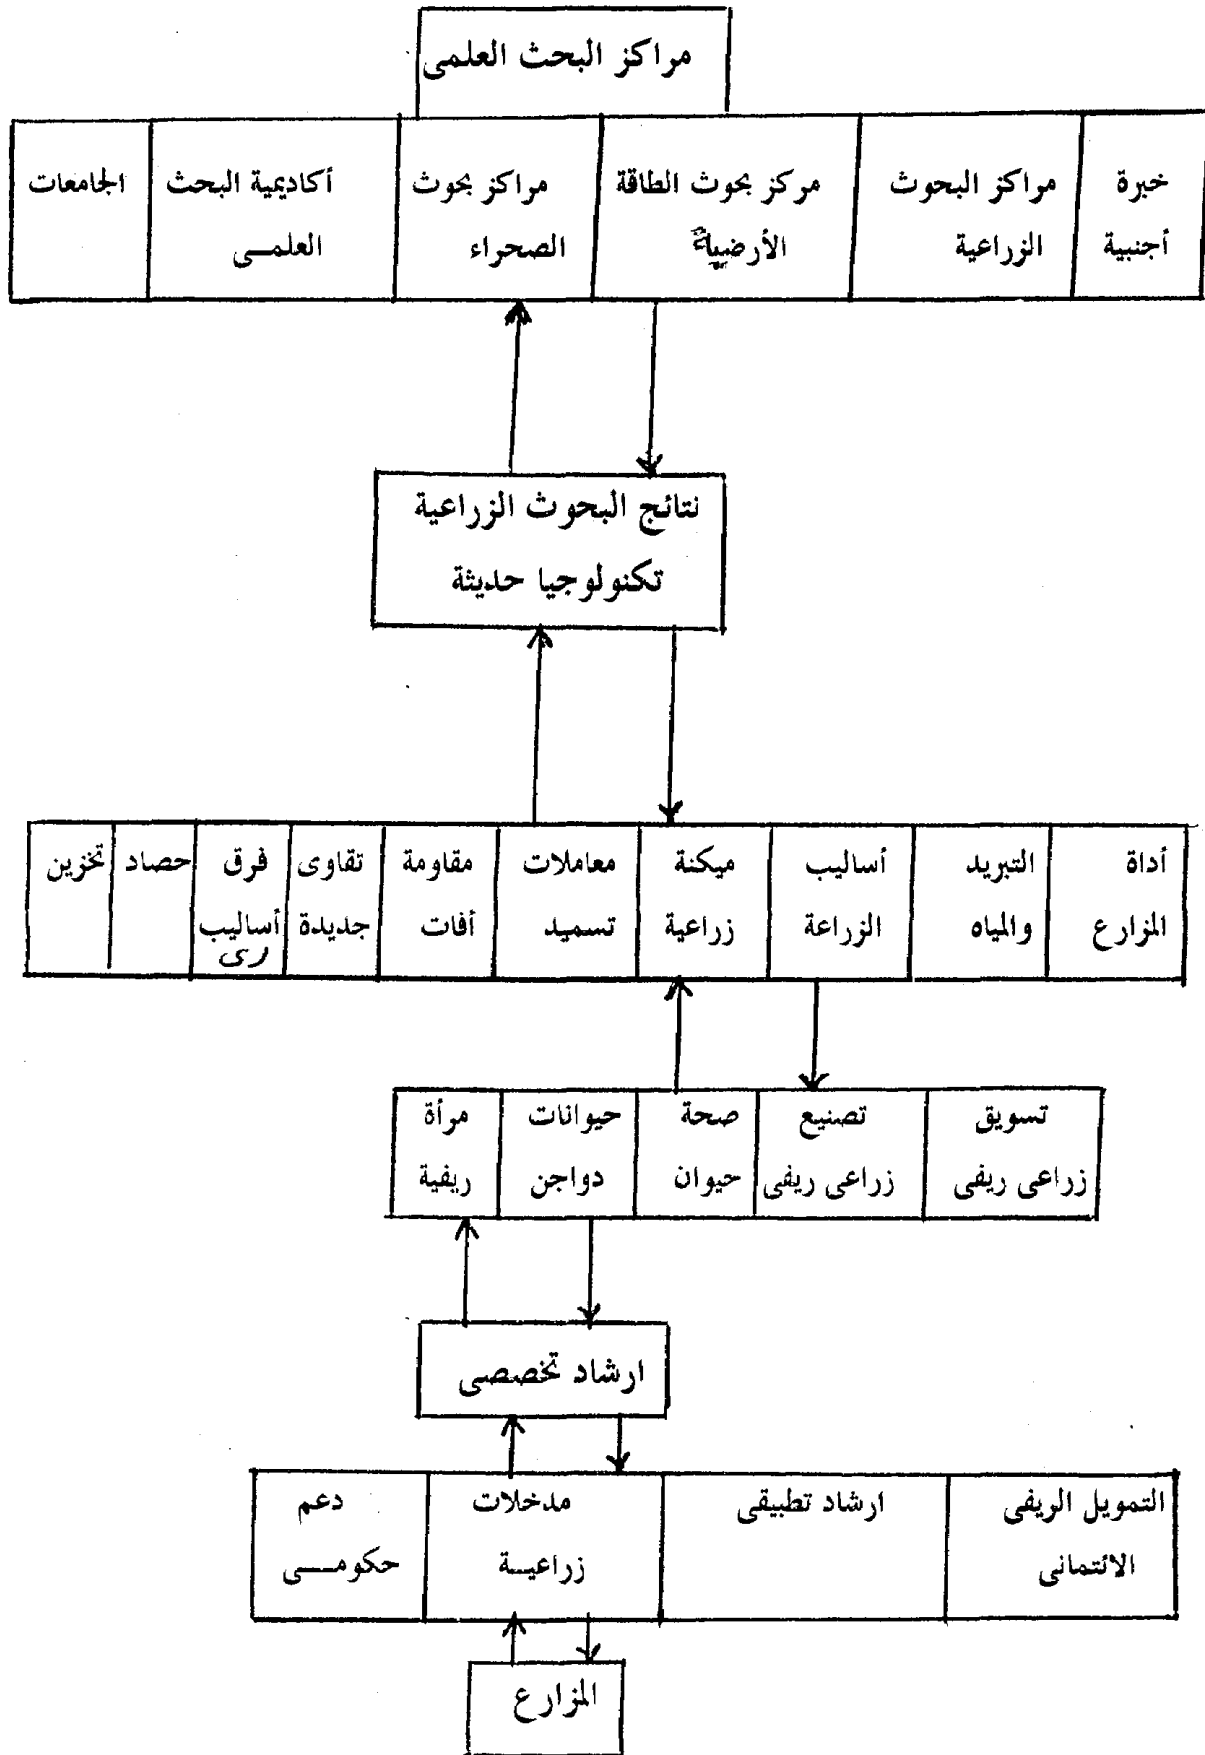 مراكز البحث العلمى
خبرة أجنبية
مراكز البحوث الزراعية
مركز بحوث الطاقة
مراكز بحوث الصحراء
أكاديمية البحث العلمــى
الجامعات
نتائج البحوث الزراعية
تكنولوجيا حديثة
أداة المزارع
التبريد والمياه
أساليب الزراعة
ميكنة زراعية
معاملات تسميد
مقاومة أفات
تقاوى جديدة
فرق أساليب رى
حصاد
تخزين
تسويق زراعى ريفى
تصنيع زراعى ريفى
صحة حيوان
حيوانات دواجن
مرأة ريفية
ارشاد تخصصى
التمويل الريفى الائتمانى
ارشاد تطبيقى
مدخلات زراعيـة
دعم حكومــى
المزارع